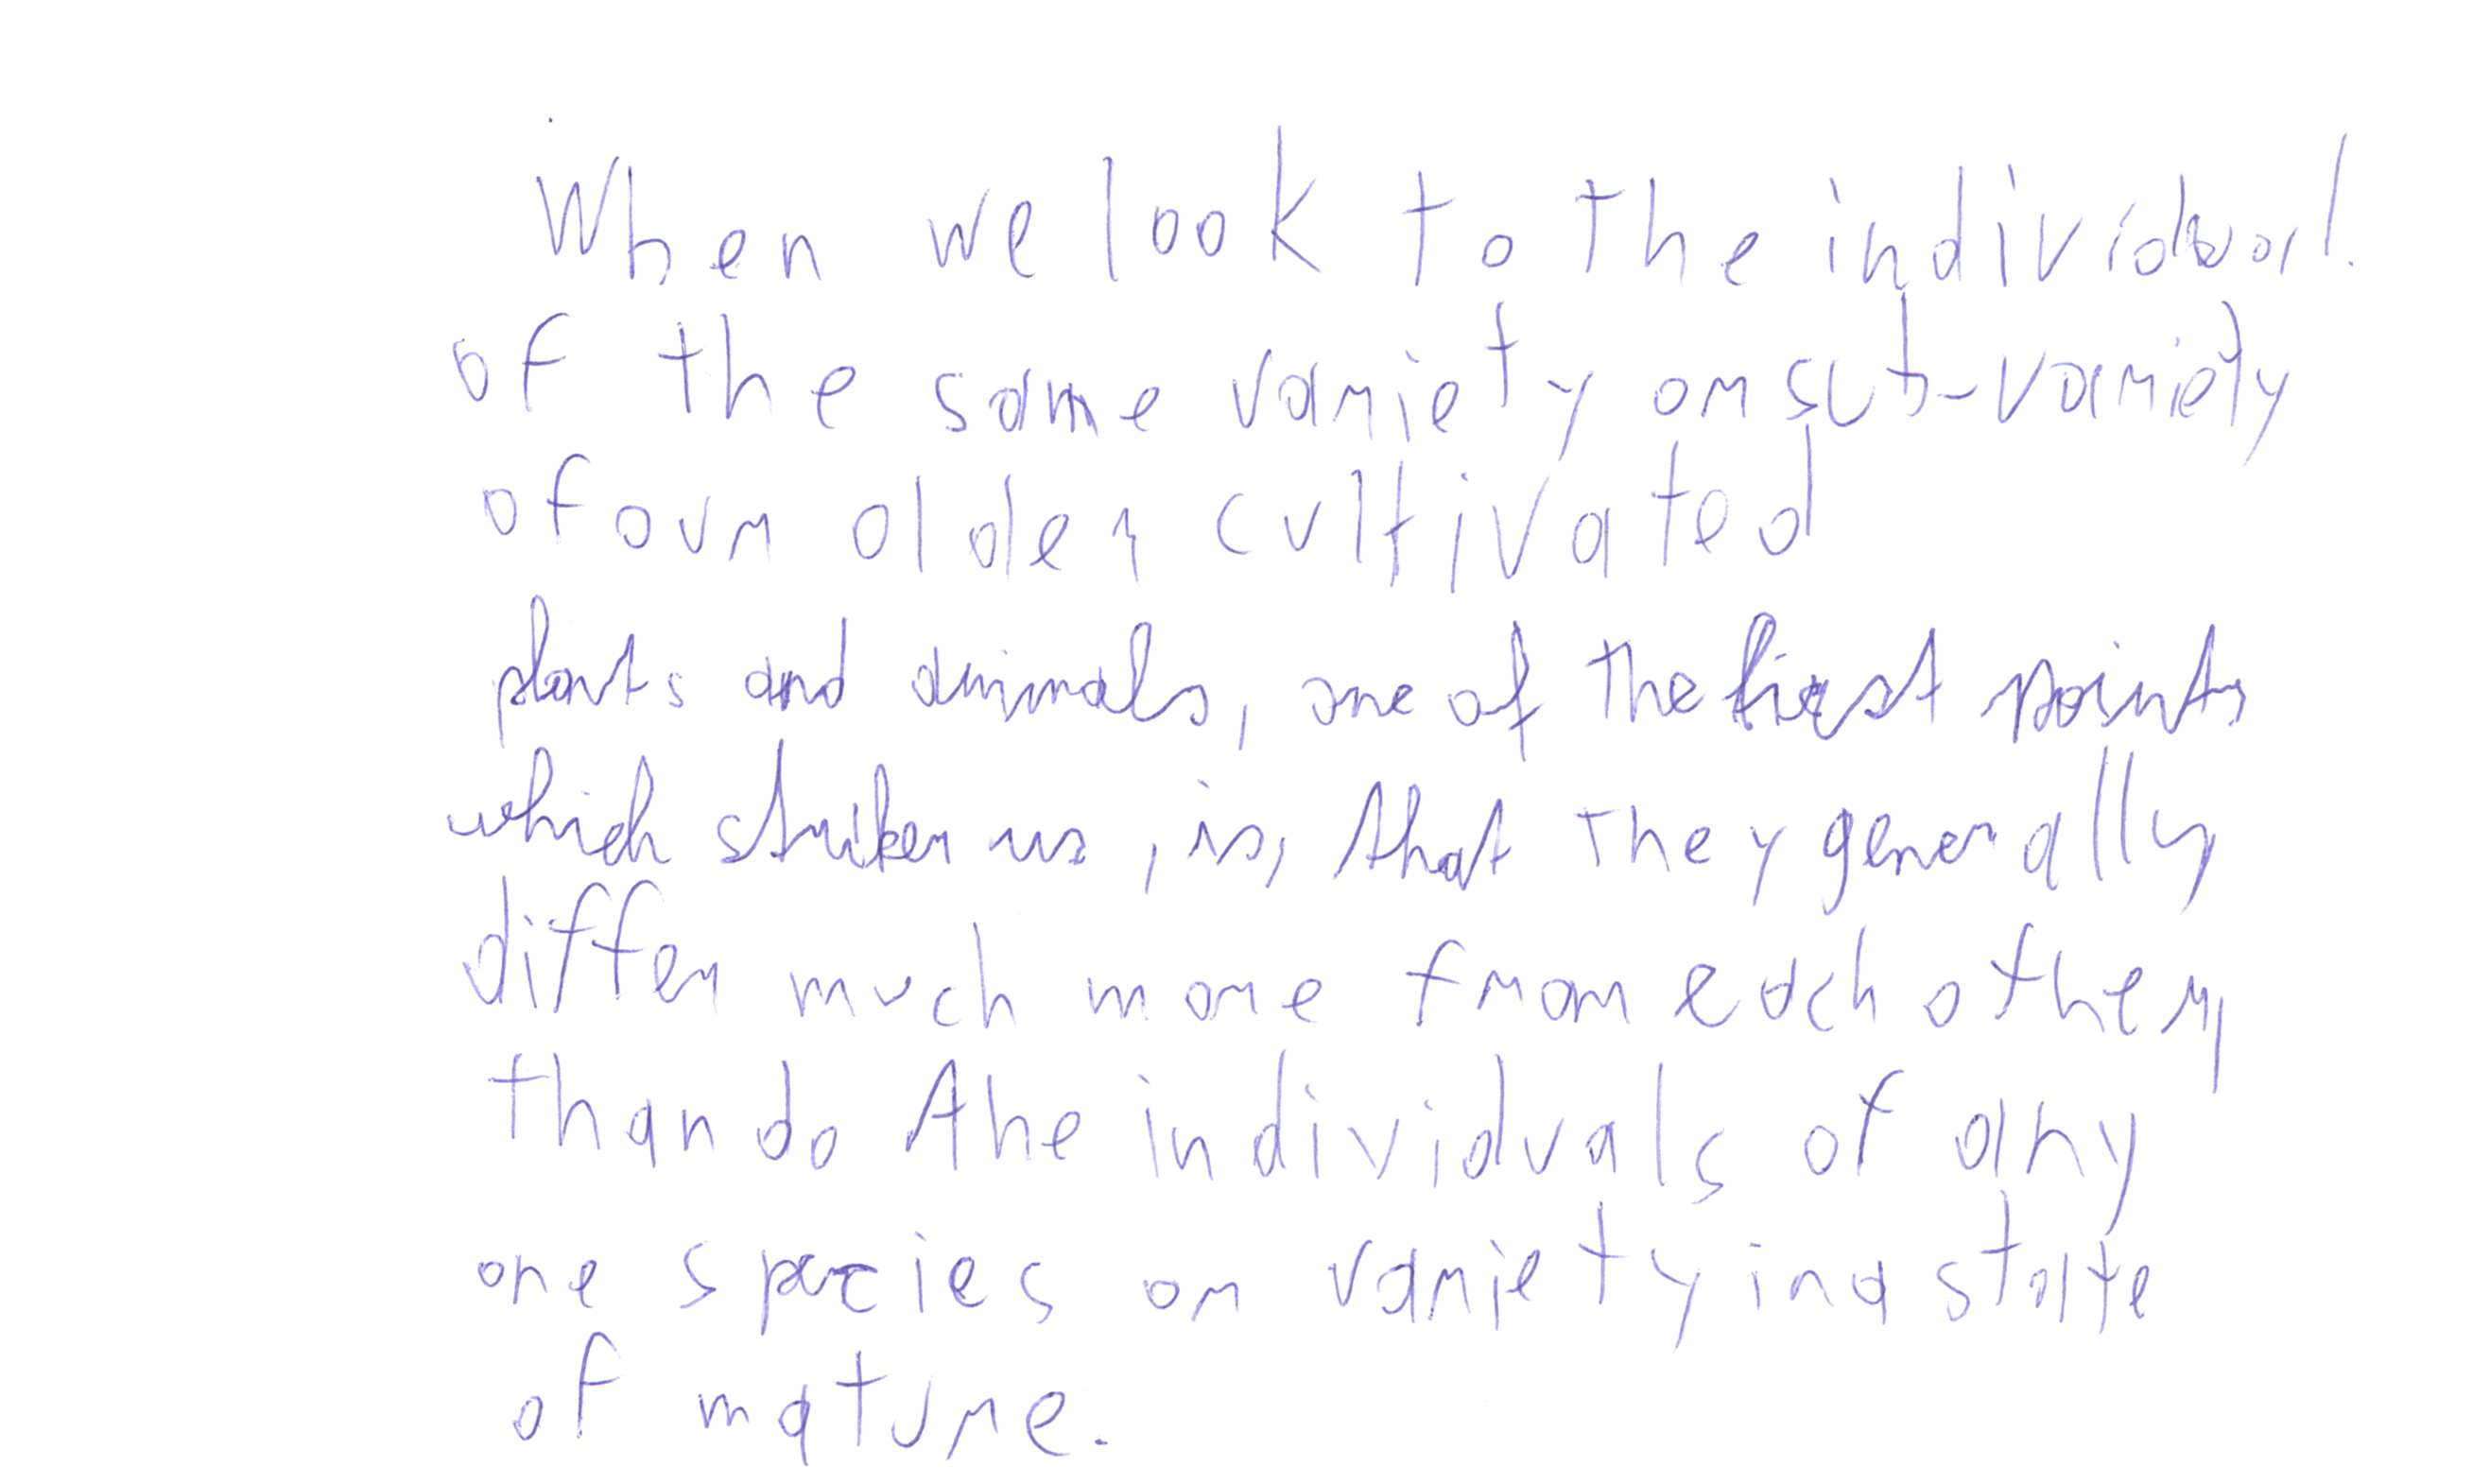 When we look to the individual.
of the same variety or sub-variety
of our older cultivated
plants and animals, one of the first points
which striker us, is, that they generally
differ much more from each other,
than do the individuals of any
one species or variety in a state
of nature.